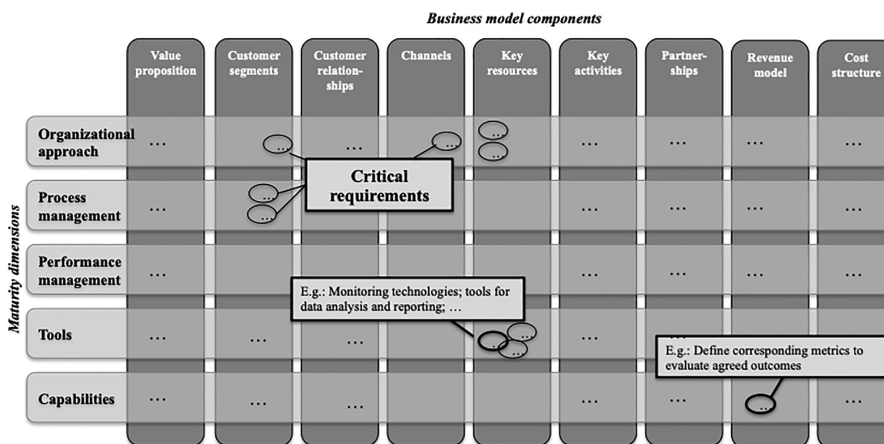 Business model components
Value proposition
Customer segments
Customer relation-ships
Channels
Key resources
Key activities
Partner-ships
Revenue model
Cost structure
Maturity dimensions
Organizational approach
... ... ... ... ... ... ... ... ...
...
Critical requirements
Process management
... ... ... ... ... ...
...
Performance management
... ... ... ...
E.g.: Monitoring technologies; tools for
data analysis and reporting; ...
Tools
... ... ... ... ... ... ...
... ...
E.g.: Define corresponding metrics to
evaluate agreed outcomes
Capabilities
... ... ... ... ... ... ...